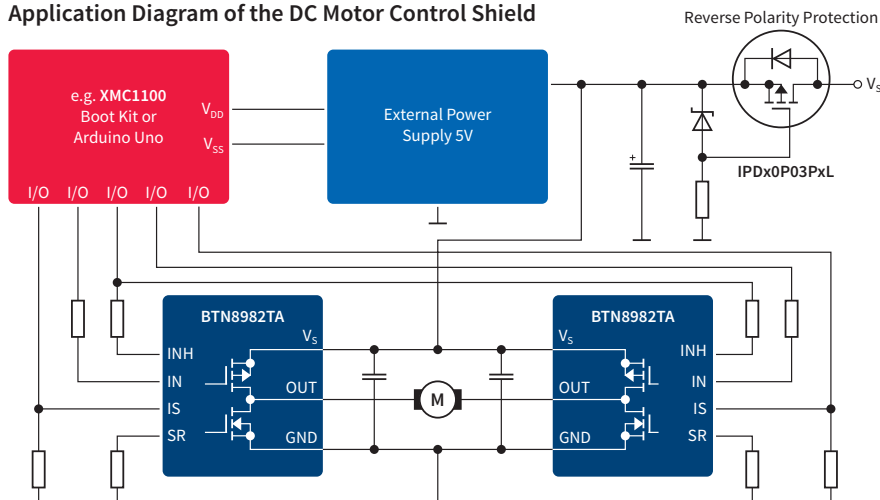 Application Diagram of the DC Motor Control Shield
Reverse Polarity Protection
e.g. XMC1100
Boot Kit or
Arduino Uno
VDD
VSS
I/O I/O I/O I/O I/O
External Power
Supply 5V
VS
+
IPDx0P03PxL
BTN8982TA
VS
INH
IN
IS
SR
OUT
GND
M
BTN8982TA
VS
OUT
GND
INH
IN
IS
SR